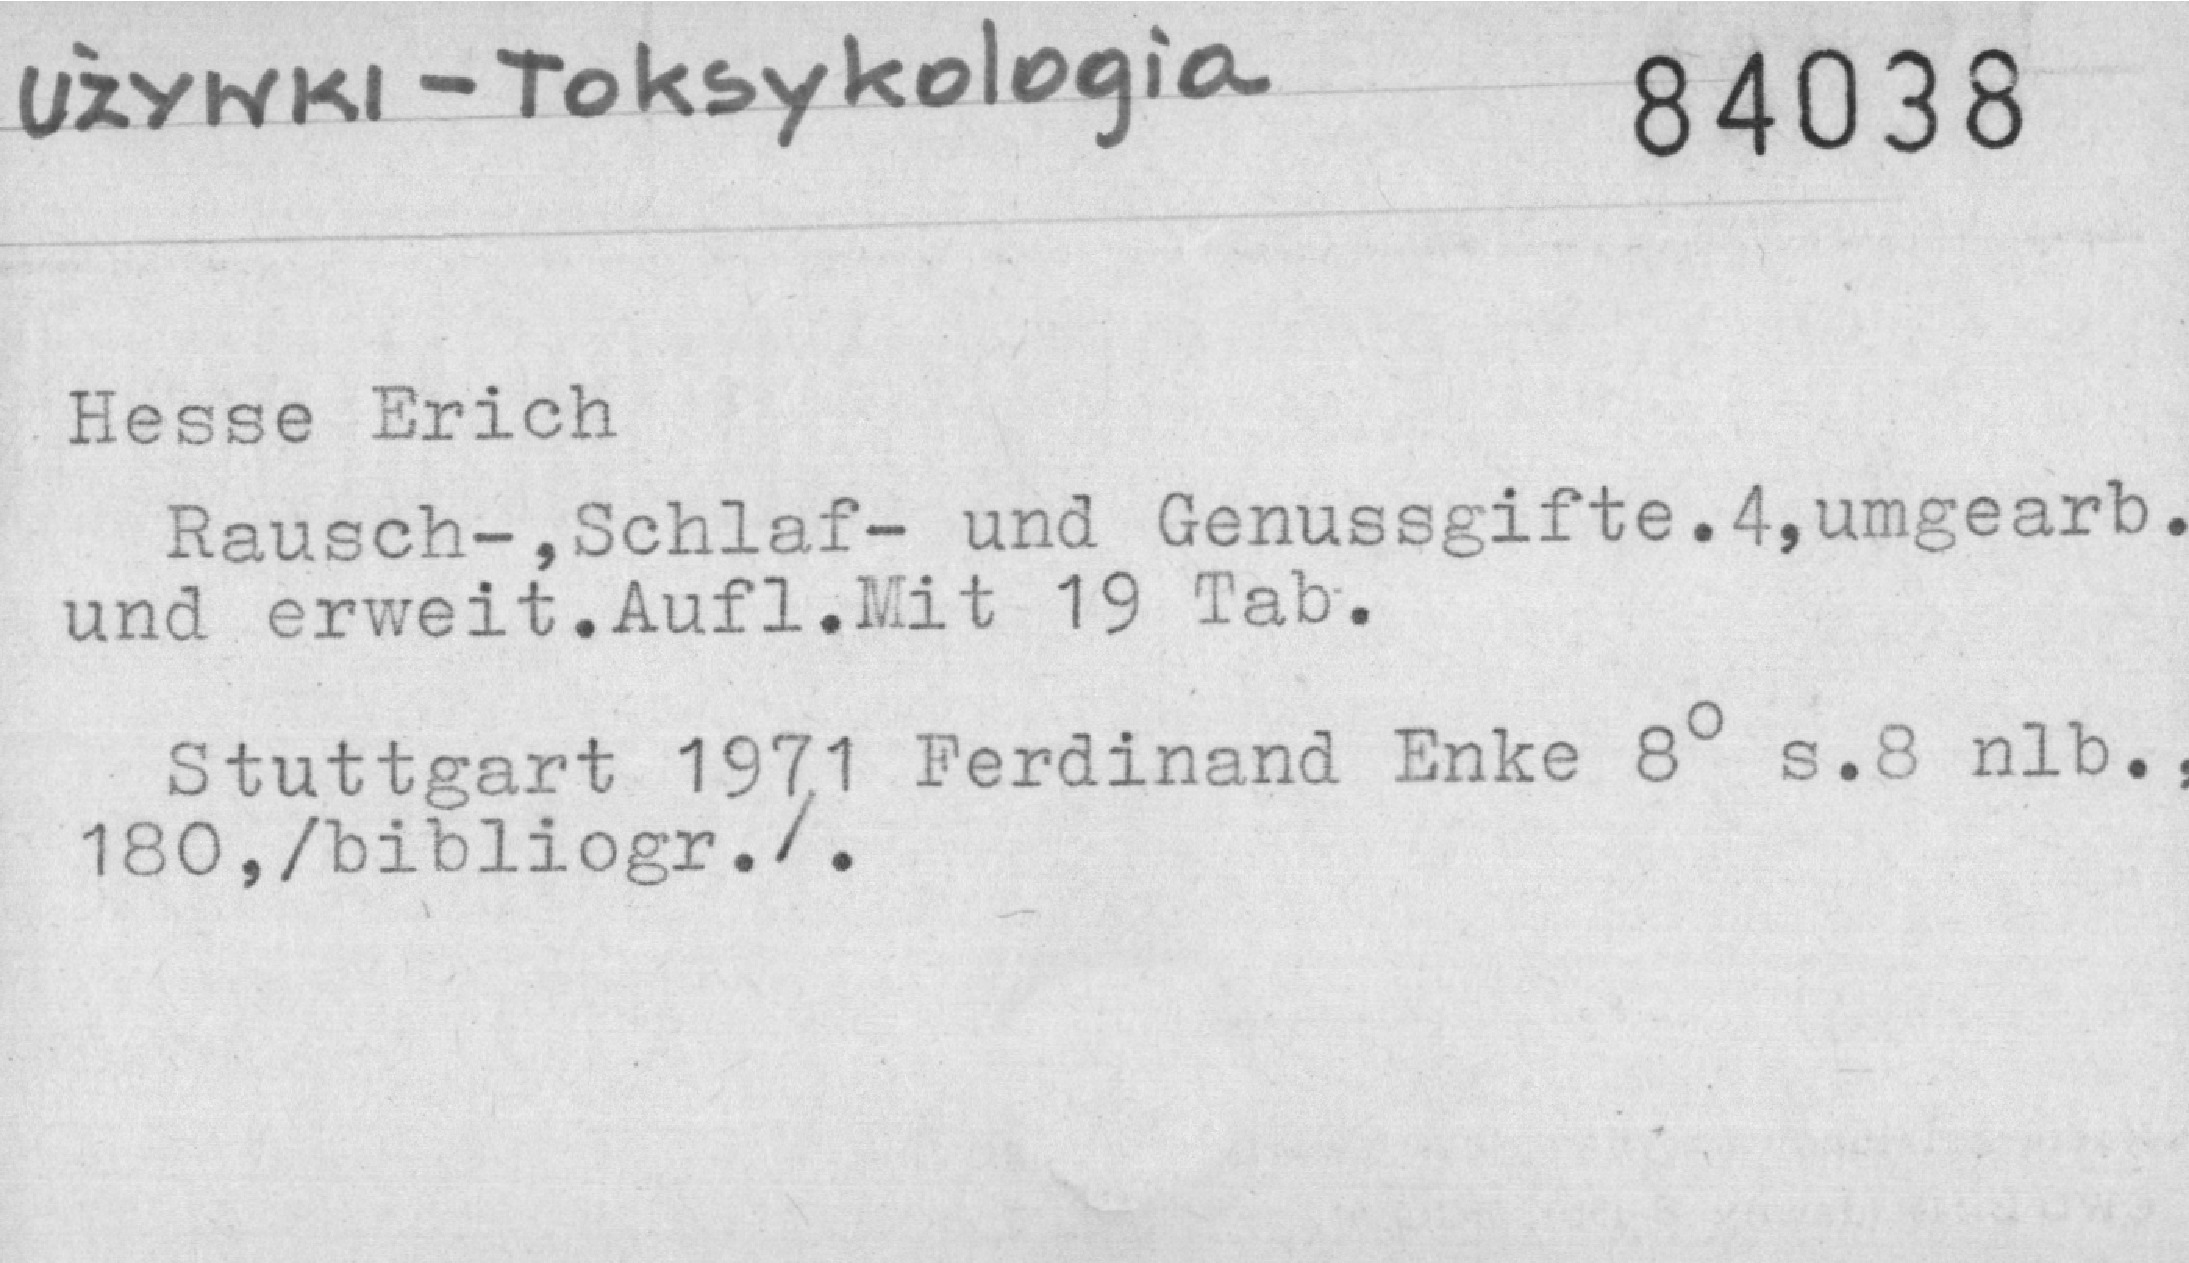 UŻYWKI - Toksykologia 84038
Hesse Erich
Rausch-,Schlaf- und Genussgifte.4,umgearb.
und erweit.Aufl.Mit 19 Tab.
Stuttgart 1971 Ferdinand Enke 8° s.8 nlb.,
180,/bibliogr./.